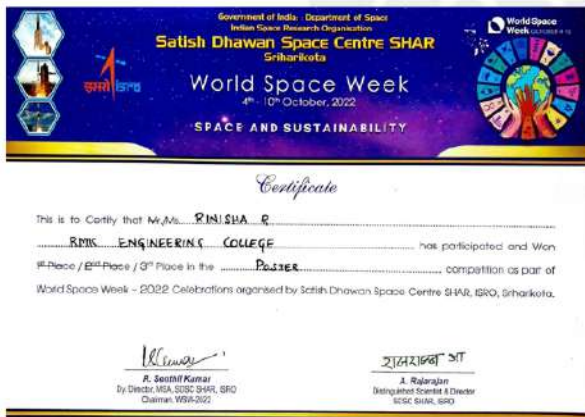 Government of India : Department of Space
Indian Space Research Organisation
Satish Dhawan Space Centre SHAR
Sriharikota
World Space Week
4th - 10th October, 2022
SPACE AND SUSTAINABILITY
इसरो isro
World Space
Week OCTOBER 4-10
Certificate
This is to Certify that Mr./Ms. RINISHA R
RMK ENGINEERING COLLEGE has participated and Won
1st Place / 2nd Place / 3rd Place in the POSTER competition as part of
World Space Week – 2022 Celebrations organised by Satish Dhawan Space Centre SHAR, ISRO, Sriharikota.
R. Senthil Kumar
Dy. Director, MSA, SDSC SHAR, ISRO
Chairman, WSW-2022
A. Rajarajan
Distinguished Scientist & Director
SDSC SHAR, ISRO